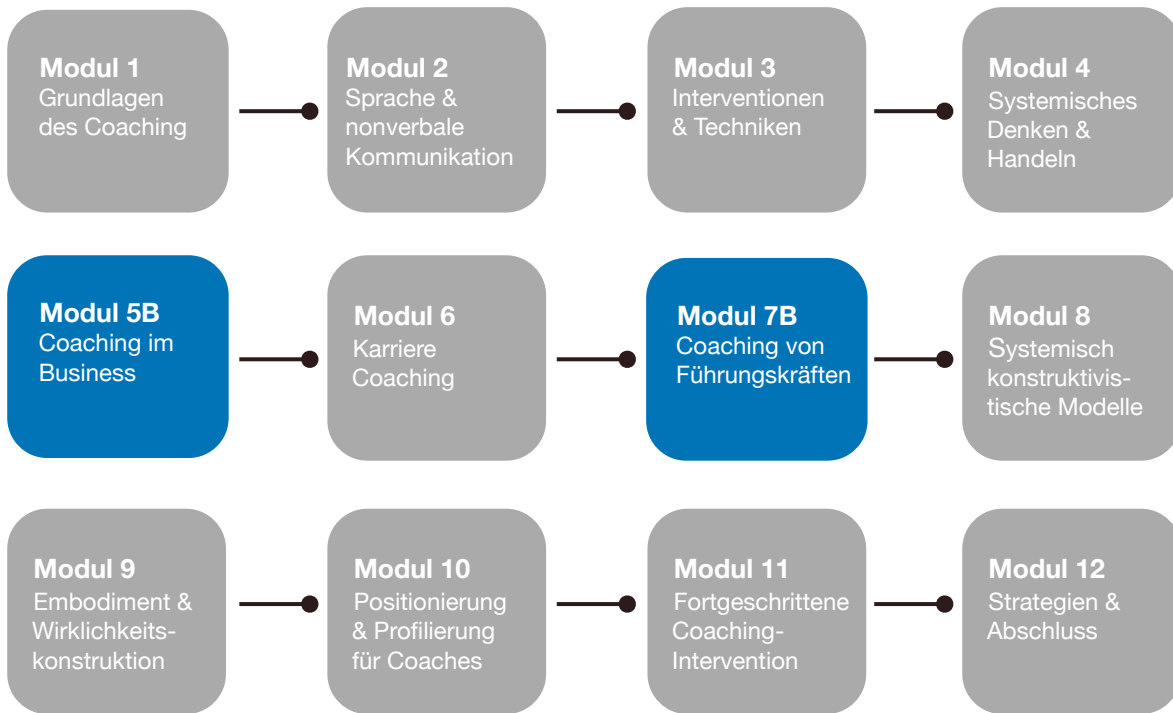 Modul 1
Grundlagen
des Coaching
Modul 2
Sprache &
nonverbale
Kommunikation
Modul 3
Interventionen
& Techniken
Modul 4
Systemisches
Denken &
Handeln
Modul 5B
Coaching im
Business
Modul 6
Karriere
Coaching
Modul 7B
Coaching von
Führungskräften
Modul 8
Systemisch
konstruktivis-
tische Modelle
Modul 9
Embodiment &
Wirklichkeits-
konstruktion
Modul 10
Positionierung
& Profilierung
für Coaches
Modul 11
Fortgeschrittene
Coaching-
Intervention
Modul 12
Strategien &
Abschluss